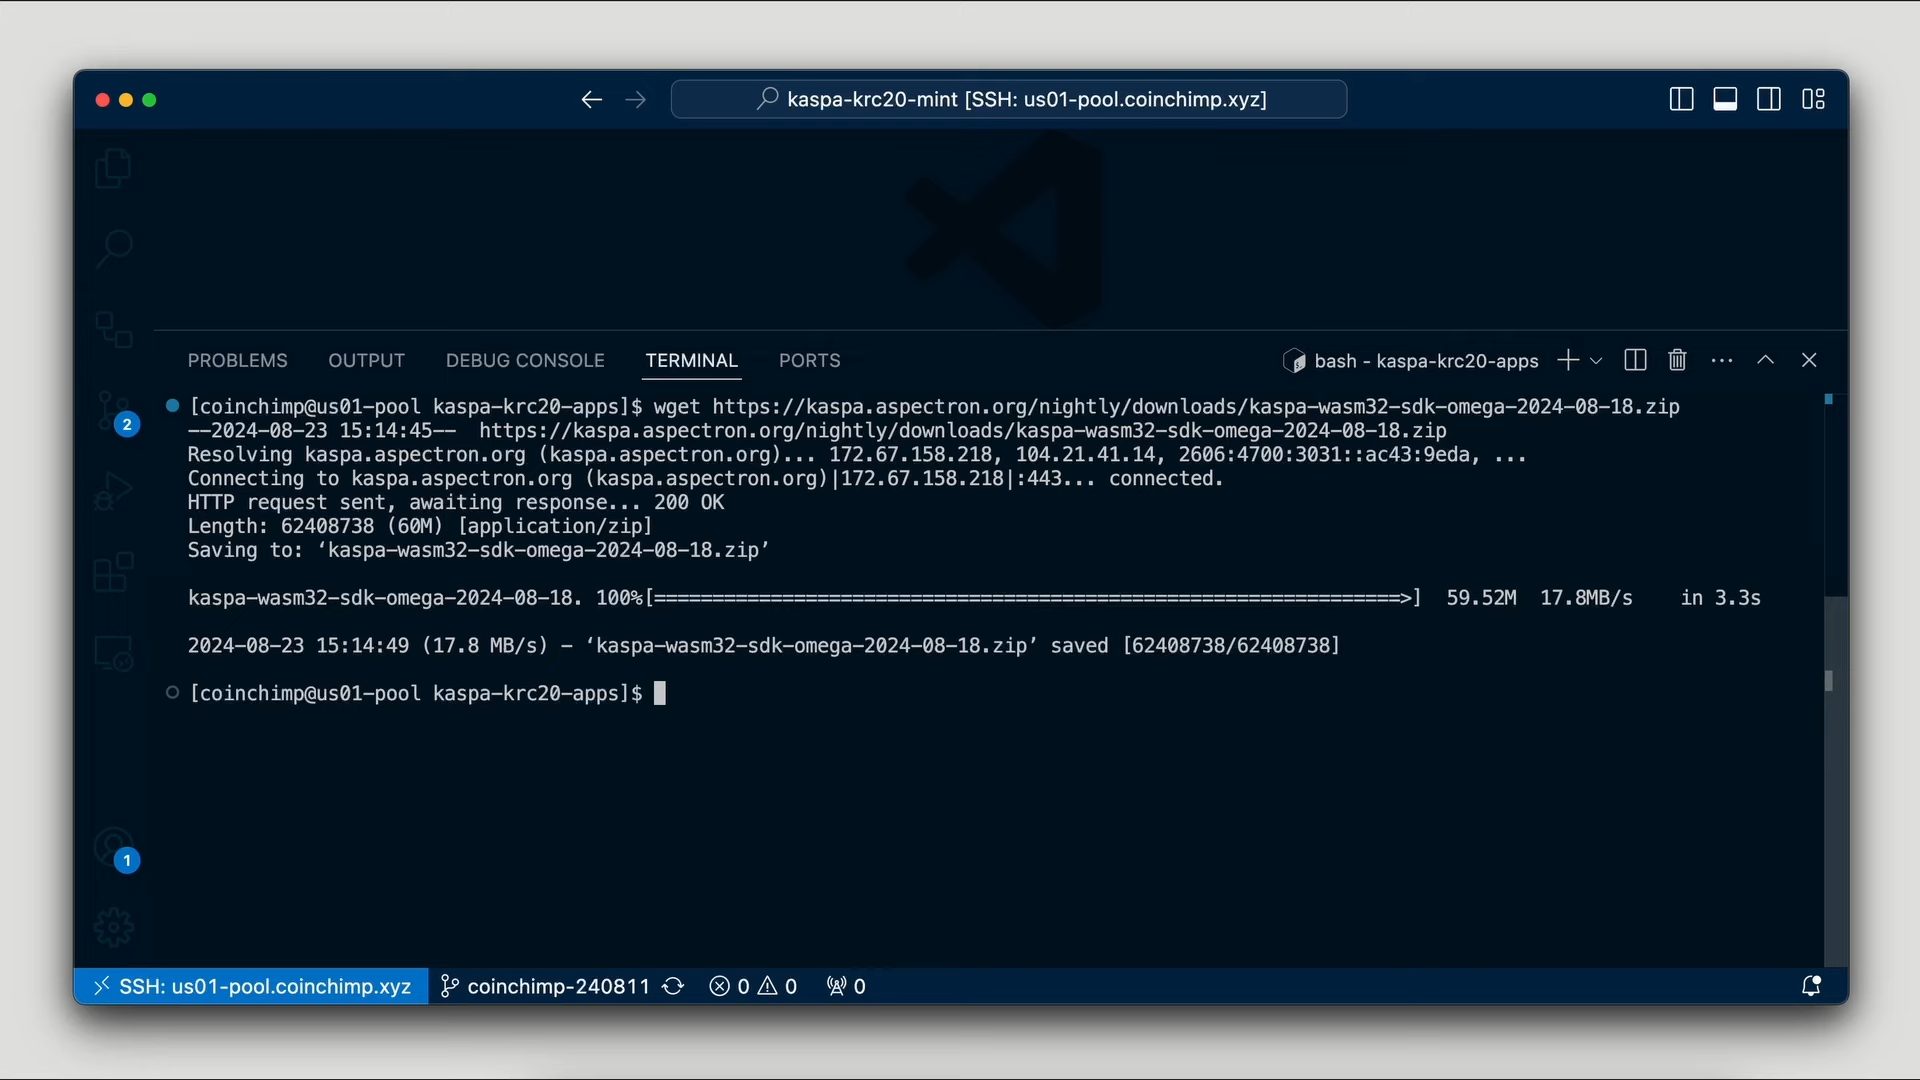 kaspa-krc20-mint [SSH: us01-pool.coinchimp.xyz]
PROBLEMS OUTPUT DEBUG CONSOLE TERMINAL PORTS bash - kaspa-krc20-apps
[coinchimp@us01-pool kaspa-krc20-apps]$ wget https://kaspa.aspectron.org/nightly/downloads/kaspa-wasm32-sdk-omega-2024-08-18.zip
--2024-08-23 15:14:45--  https://kaspa.aspectron.org/nightly/downloads/kaspa-wasm32-sdk-omega-2024-08-18.zip
Resolving kaspa.aspectron.org (kaspa.aspectron.org)... 172.67.158.218, 104.21.41.14, 2606:4700:3031::ac43:9eda, ...
Connecting to kaspa.aspectron.org (kaspa.aspectron.org)|172.67.158.218|:443... connected.
HTTP request sent, awaiting response... 200 OK
Length: 62408738 (60M) [application/zip]
Saving to: ‘kaspa-wasm32-sdk-omega-2024-08-18.zip’
kaspa-wasm32-sdk-omega-2024-08-18. 100%[================================================================>]  59.52M  17.8MB/s    in 3.3s
2024-08-23 15:14:49 (17.8 MB/s) - ‘kaspa-wasm32-sdk-omega-2024-08-18.zip’ saved [62408738/62408738]
2
[coinchimp@us01-pool kaspa-krc20-apps]$
1
SSH: us01-pool.coinchimp.xyz coinchimp-240811 0 0 0